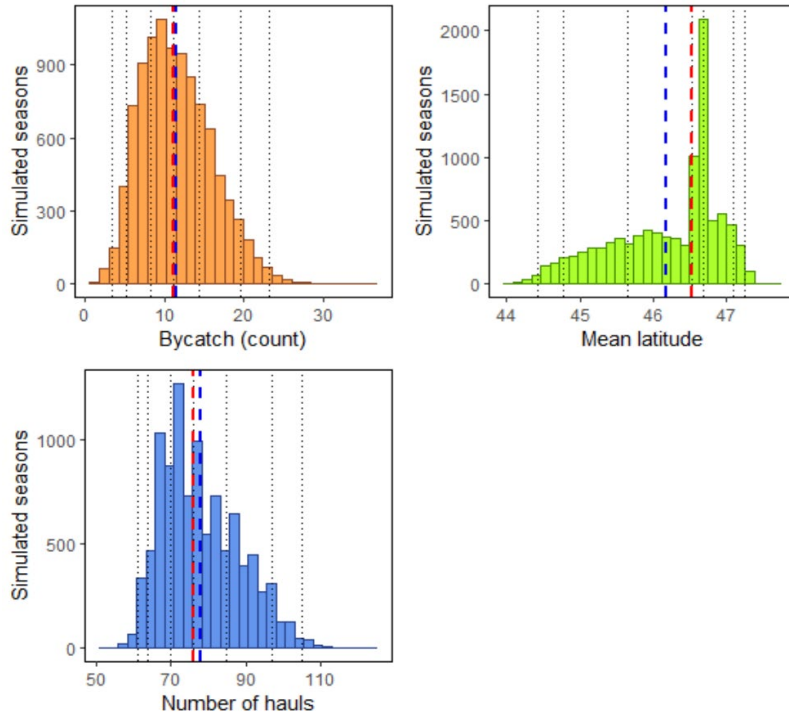 Simulated seasons
900
600
300
0
0 10 20 30
Bycatch (count)
Simulated seasons
2000
1500
1000
500
0
44 45 46 47
Mean latitude
Simulated seasons
1000
500
0
50 70 90 110
Number of hauls